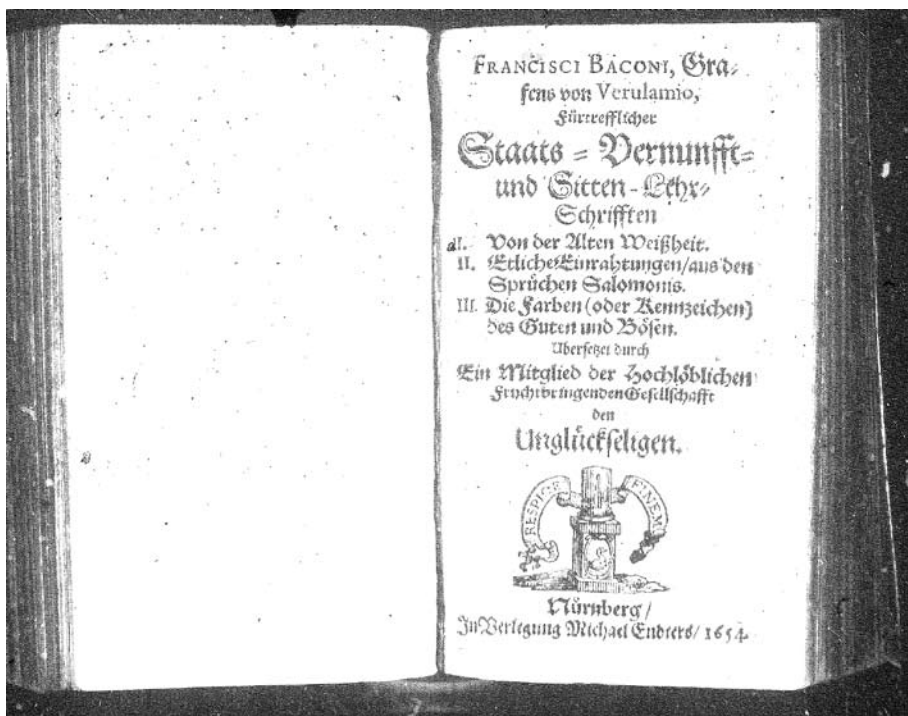 FRANCISCI BACONI, Gra⸗
fens von Verulamio,
Fürtrefflicher
Staats⸗Vernunfft⸗
und Sitten-Lehr⸗
Schrifften
I. Von der Alten Weißheit.
II. Etliche Einrahtungen/aus den
Sprüchen Salomonis.
III. Die Farben (oder Kennzeichen)
des Guten und Bösen.
Ubersetzet durch
Ein Mitglied der Hochlöblichen
Fruchtbringenden Gesellschafft
den
Unglückseligen.
RESPICE FINEM
Nürnberg/
In Verlegung Michael Endters/ 1654.